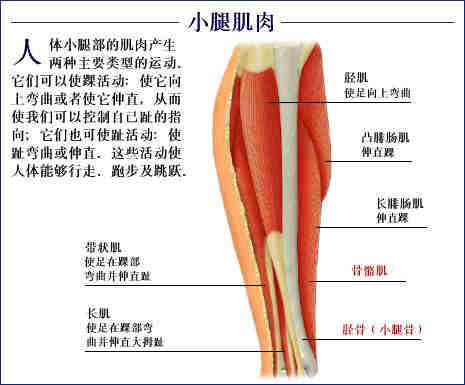 小腿肌肉
人体小腿部的肌肉产生
两种主要类型的运动．
它们可以使踝活动：使它向
上弯曲或者使它伸直，从而
使我们可以控制自己趾的指
向；它们也可使趾活动：使
趾弯曲或伸直．这些活动使
人体能够行走．跑步及跳跃．
胫肌
使足向上弯曲
凸腓肠肌
伸直踝
长腓肠肌
伸直踝
骨骼肌
胫骨（小腿骨）
带状肌
使足在踝部
弯曲并伸直趾
长肌
使足在踝部弯
曲并伸直大拇趾